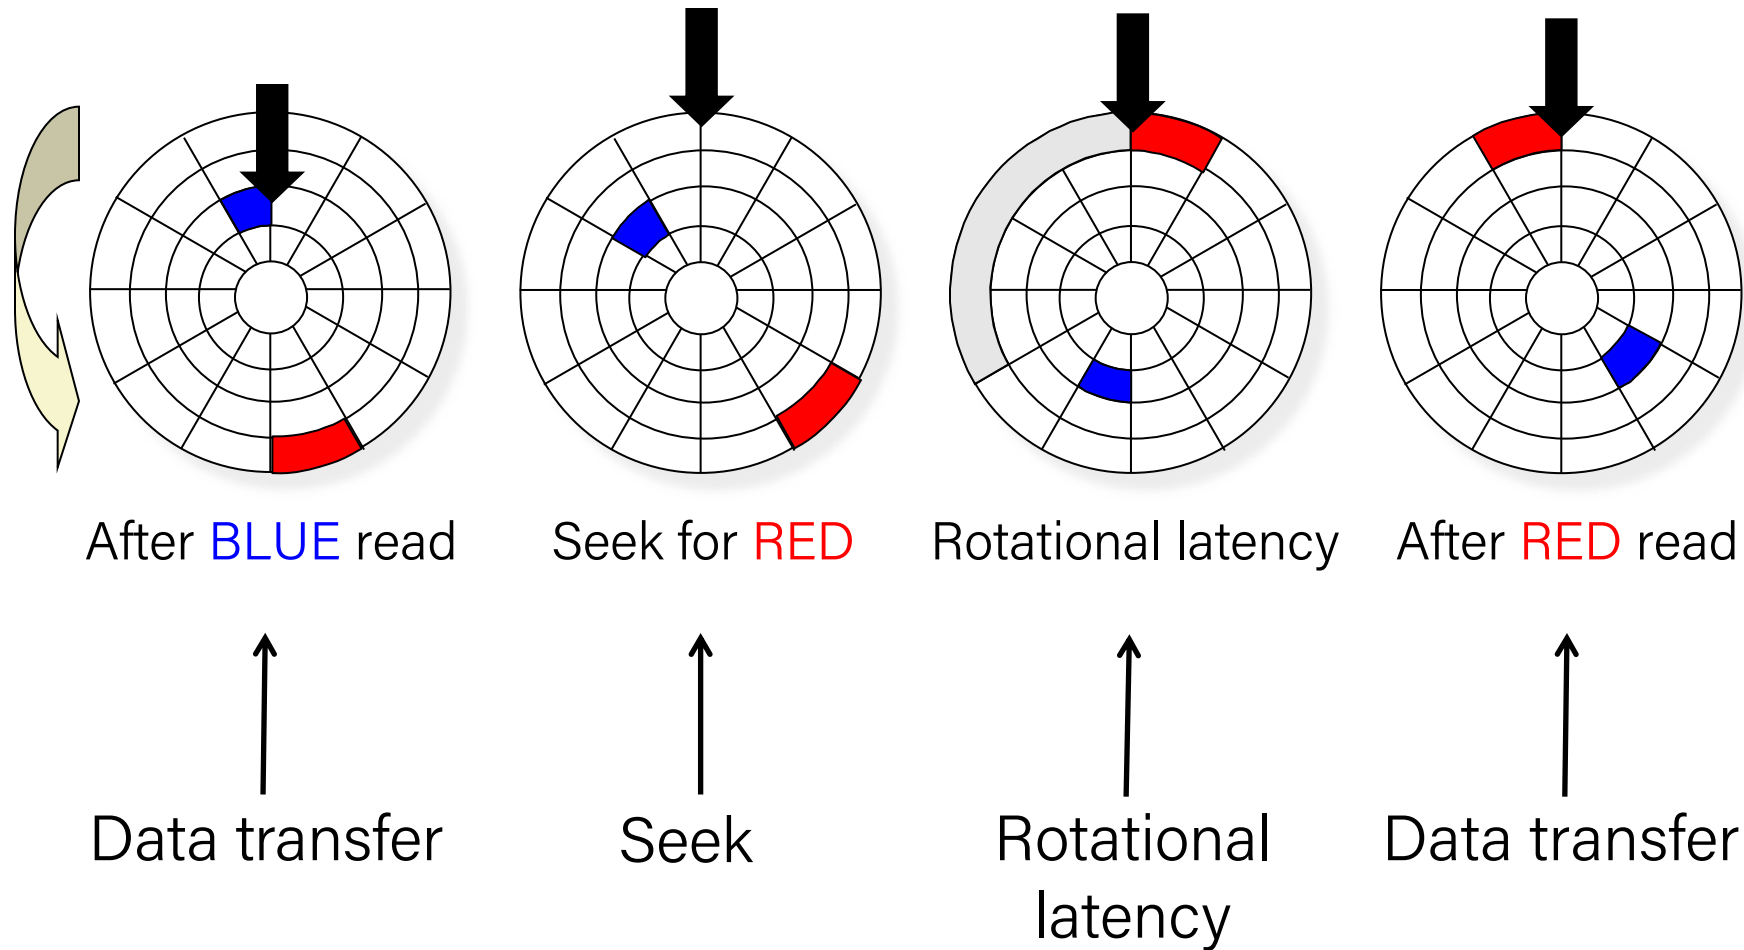 After BLUE read
Seek for RED
Rotational latency
After RED read
Data transfer
Seek
Rotational
latency
Data transfer